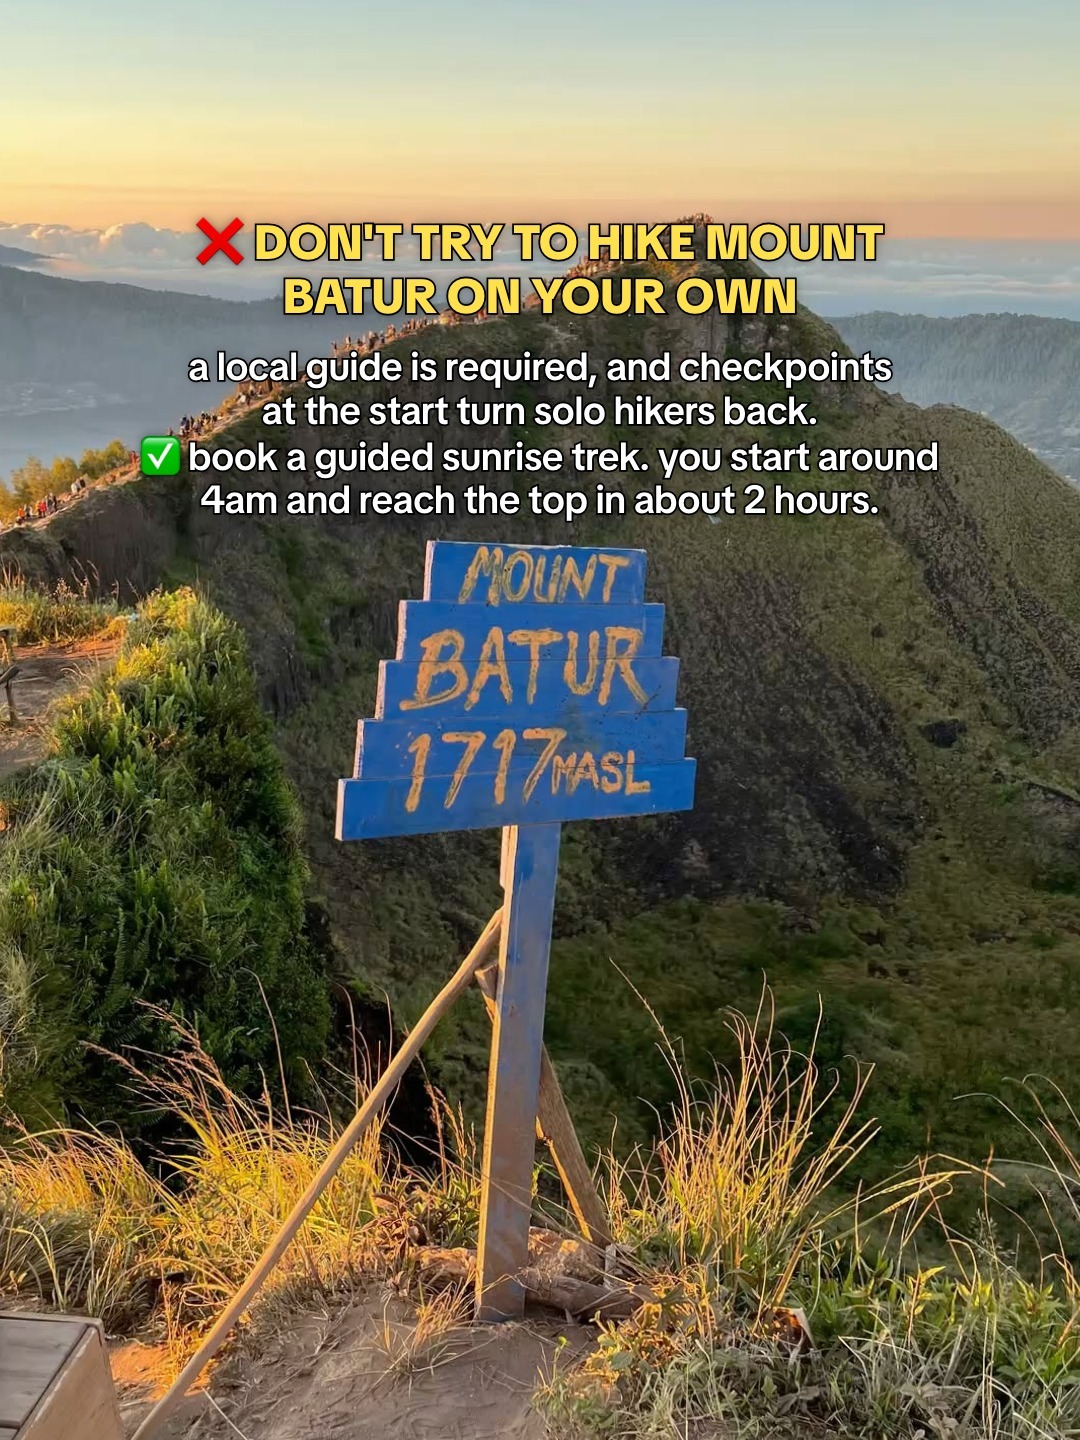 ❌ DON'T TRY TO HIKE MOUNT
BATUR ON YOUR OWN
a local guide is required, and checkpoints
at the start turn solo hikers back.
✅ book a guided sunrise trek. you start around
4am and reach the top in about 2 hours.
MOUNT
BATUR
1717 MASL